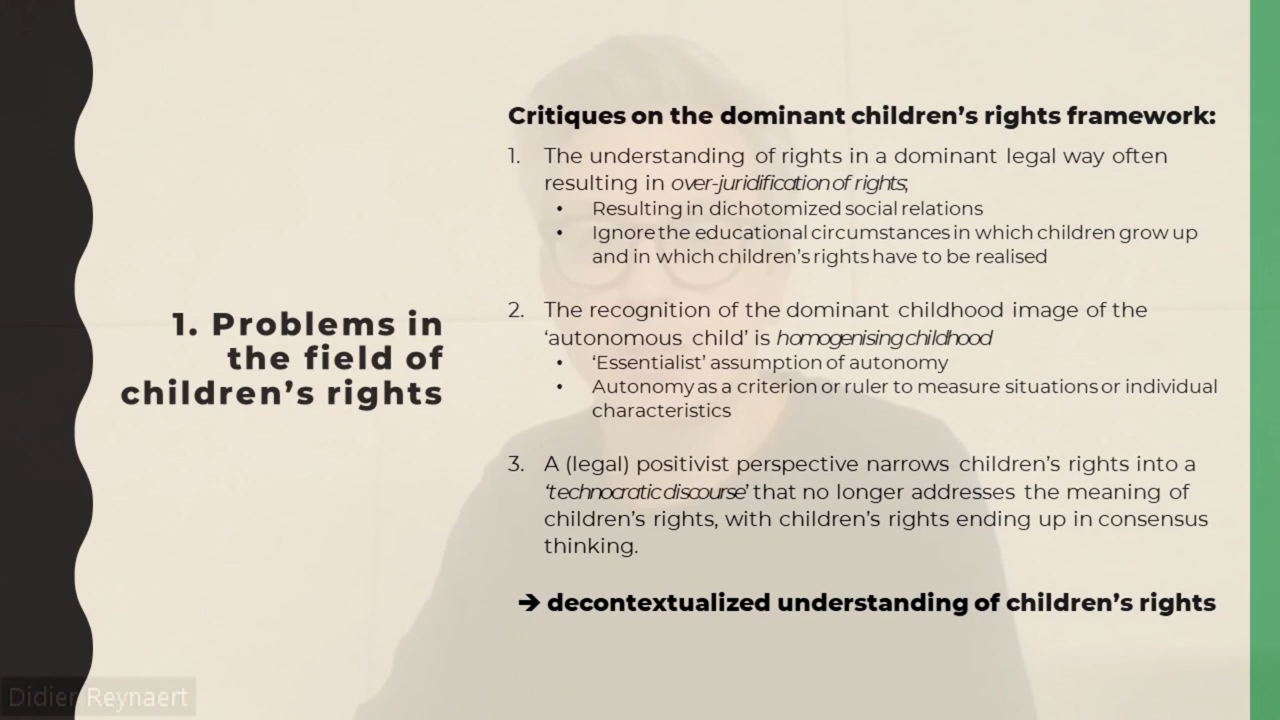 1. Problems in
the field of
children's rights
Critiques on the dominant children's rights framework:
1. The understanding of rights in a dominant legal way often
resulting in over-juridification of rights;
• Resulting in dichotomized social relations
• Ignore the educational circumstances in which children grow up
and in which children's rights have to be realised
2. The recognition of the dominant childhood image of the
‘autonomous child’ is homogenising childhood
• ‘Essentialist’ assumption of autonomy
• Autonomy as a criterion or ruler to measure situations or individual
characteristics
3. A (legal) positivist perspective narrows children's rights into a
‘technocratic discourse’ that no longer addresses the meaning of
children's rights, with children's rights ending up in consensus
thinking.
➔ decontextualized understanding of children's rights
Didier Reynaert